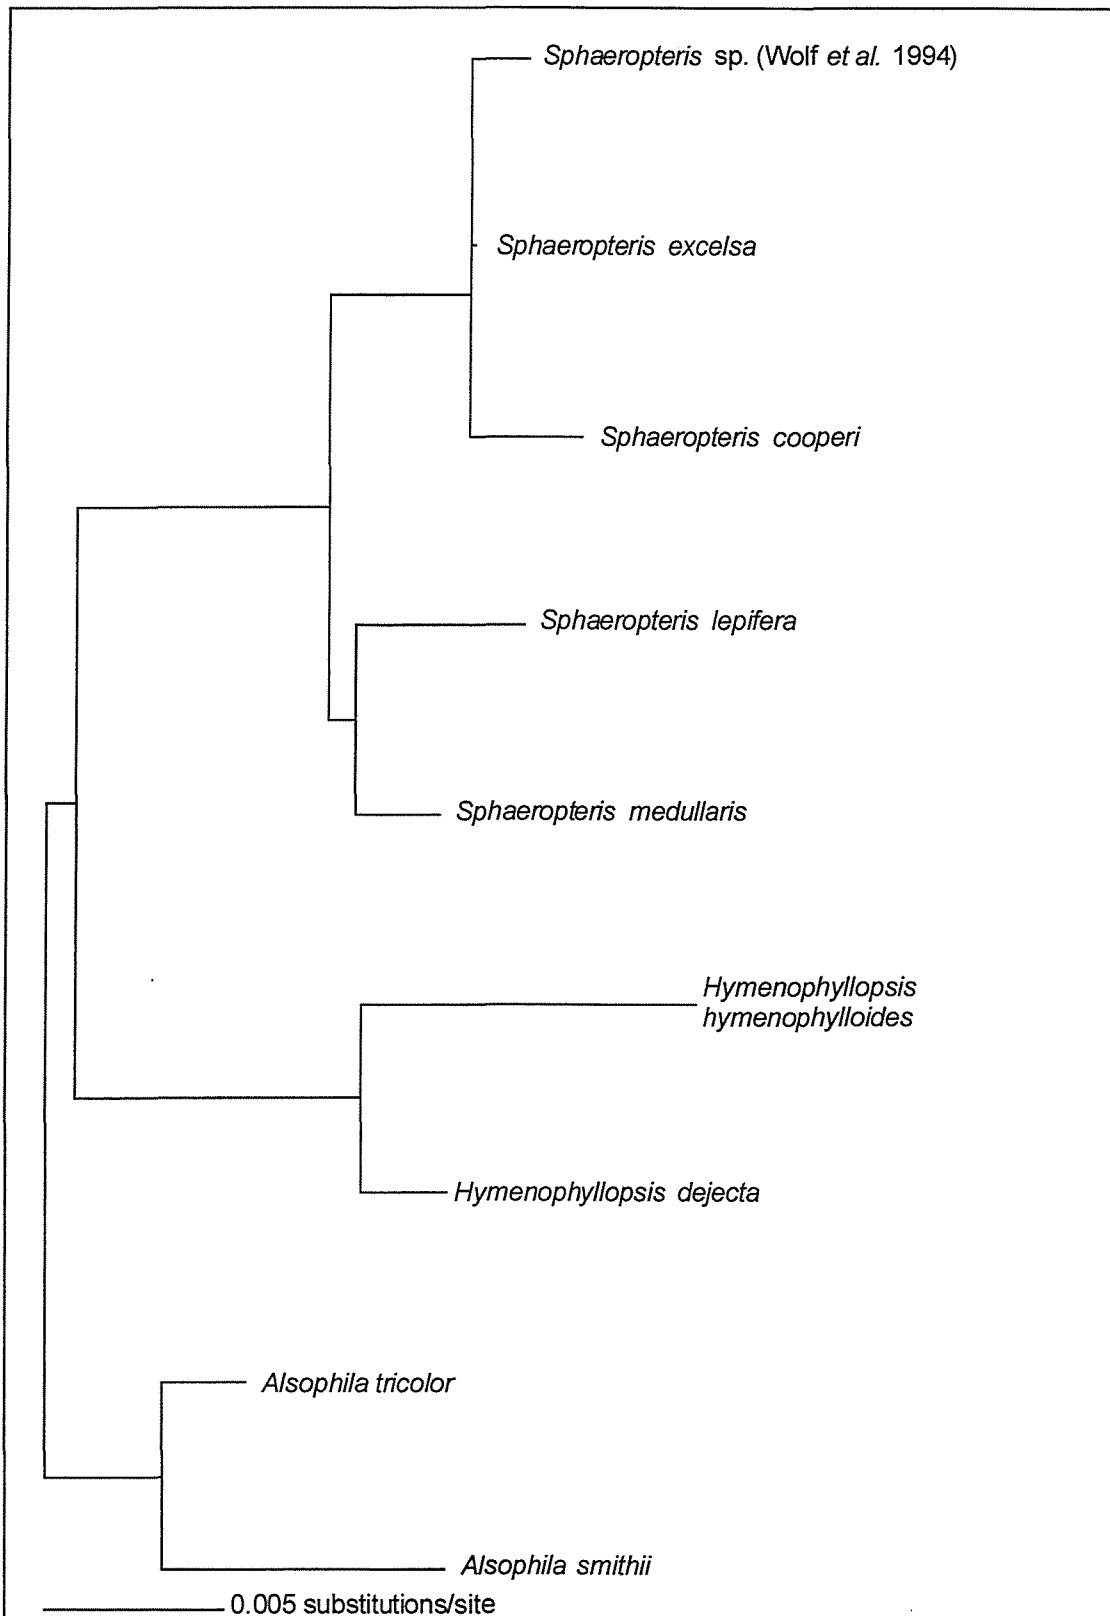 Sphaeropteris sp. (Wolf et al. 1994)
Sphaeropteris excelsa
Sphaeropteris cooperi
Sphaeropteris lepifera
Sphaeropteris medullaris
Hymenophyllopsis
hymenophylloides
Hymenophyllopsis dejecta
Alsophila tricolor
Alsophila smithii
0.005 substitutions/site